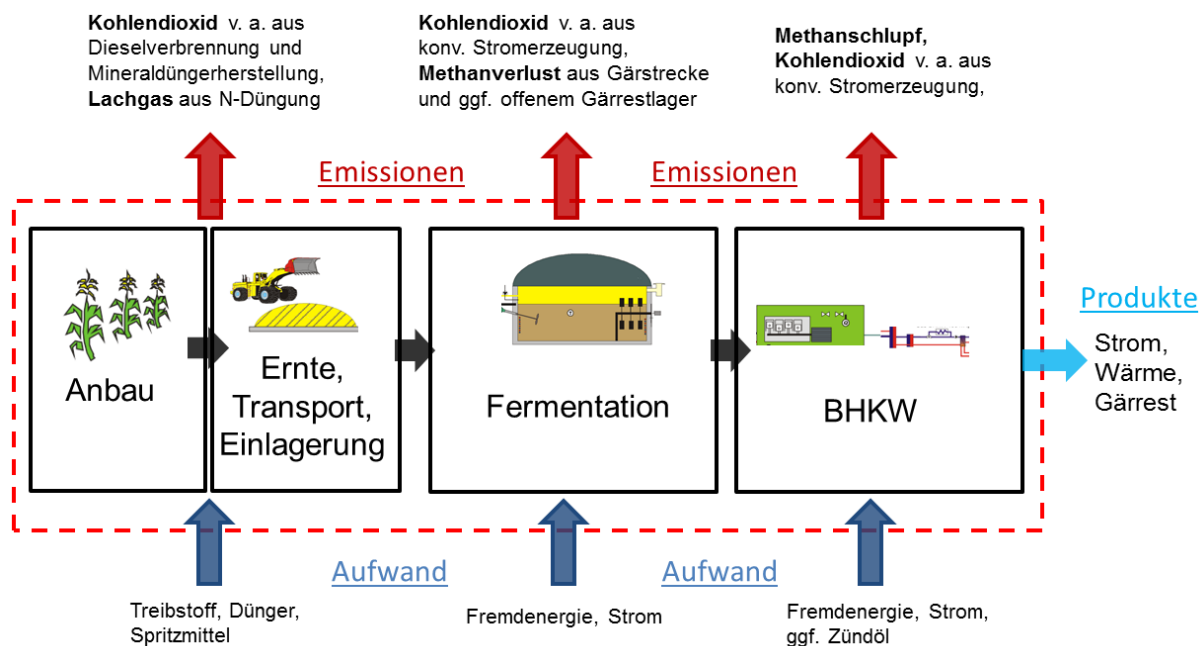 Kohlendioxid v. a. aus
Dieselverbrennung und
Mineraldüngerherstellung,
Lachgas aus N-Düngung
Kohlendioxid v. a. aus
konv. Stromerzeugung,
Methanverlust aus Gärstrecke
und ggf. offenem Gärrestlager
Methanschlupf,
Kohlendioxid v. a. aus
konv. Stromerzeugung,
Emissionen
Emissionen
Anbau
Ernte,
Transport,
Einlagerung
Fermentation
BHKW
Produkte
Strom,
Wärme,
Gärrest
Aufwand
Aufwand
Treibstoff, Dünger,
Spritzmittel
Fremdenergie, Strom
Fremdenergie, Strom,
ggf. Zündöl